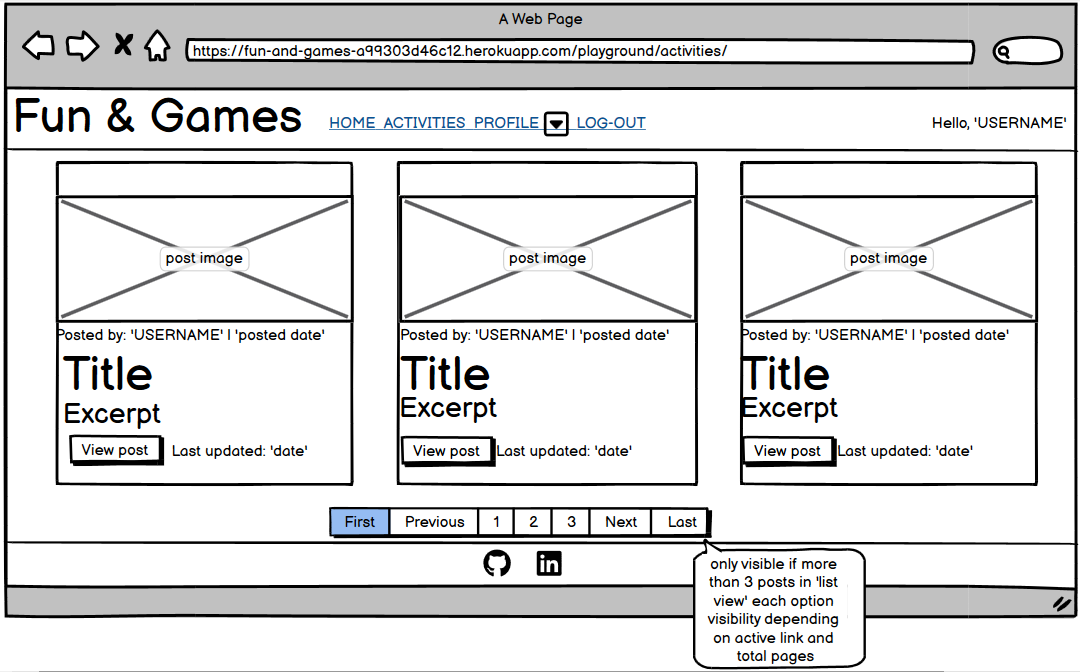 A Web Page
https://fun-and-games-a99303d46c12.herokuapp.com/playground/activities/
Fun & Games
HOME ACTIVITIES PROFILE LOG-OUT
Hello, 'USERNAME'
post image
post image
post image
Posted by: 'USERNAME' | 'posted date'
Title
Excerpt
View post Last updated: 'date'
Posted by: 'USERNAME' | 'posted date'
Title
Excerpt
View post Last updated: 'date'
Posted by: 'USERNAME' | 'posted date'
Title
Excerpt
View post Last updated: 'date'
First Previous 1 2 3 Next Last
in
only visible if more
than 3 posts in 'list
view' each option
visibility depending
on active link and
total pages